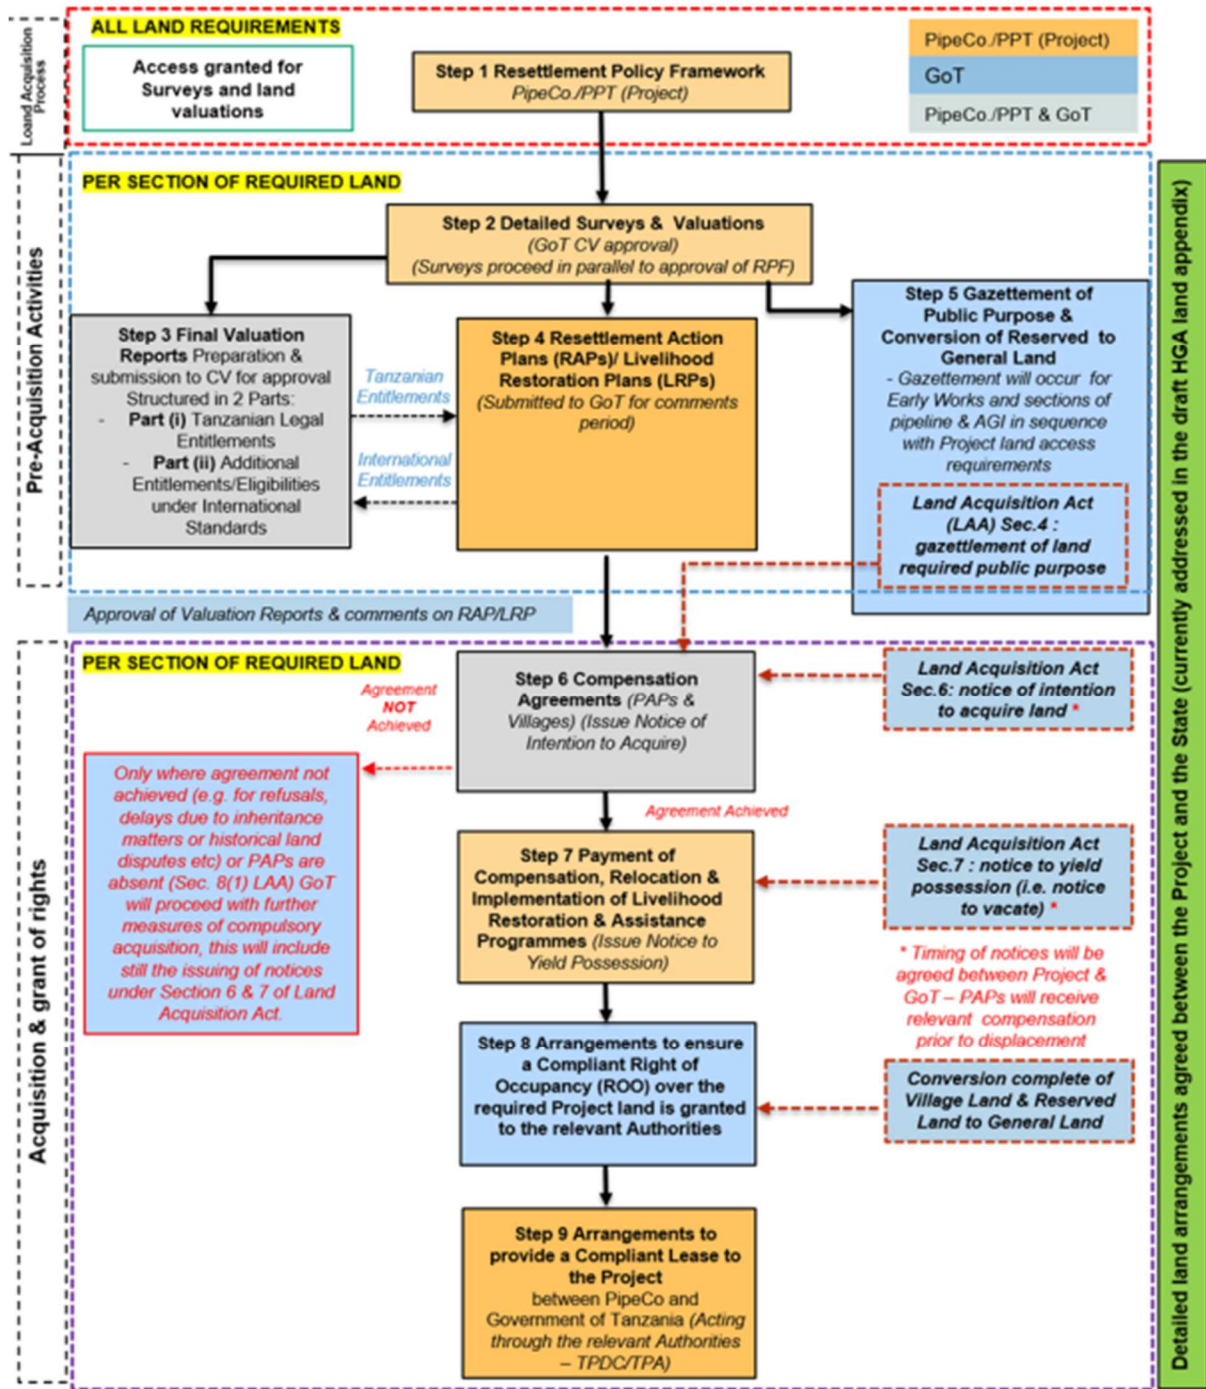 Loand Acquisition
Process
ALL LAND REQUIREMENTS
Access granted for
Surveys and land
valuations
Step 1 Resettlement Policy Framework
PipeCo./PPT (Project)
PipeCo./PPT (Project)
GoT
PipeCo./PPT & GoT
Pre-Acquisition Activities
PER SECTION OF REQUIRED LAND
Step 2 Detailed Surveys & Valuations
(GoT CV approval)
(Surveys proceed in parallel to approval of RPF)
Step 3 Final Valuation
Reports Preparation &
submission to CV for approval
Structured in 2 Parts:
- Part (i) Tanzanian Legal
Entitlements
- Part (ii) Additional
Entitlements/Eligibilities
under International
Standards
Tanzanian
Entitlements
International
Entitlements
Step 4 Resettlement Action
Plans (RAPs)/ Livelihood
Restoration Plans (LRPs)
(Submitted to GoT for comments
period)
Step 5 Gazettement of
Public Purpose &
Conversion of Reserved to
General Land
- Gazettement will occur for
Early Works and sections of
pipeline & AGI in sequence
with Project land access
requirements
Land Acquisition Act
(LAA) Sec.4 :
gazettlement of land
required public purpose
Approval of Valuation Reports & comments on RAP/LRP
Acquisition & grant of rights
PER SECTION OF REQUIRED LAND
Agreement
NOT
Achieved
Step 6 Compensation
Agreements (PAPs &
Villages) (Issue Notice of
Intention to Acquire)
Land Acquisition Act
Sec.6: notice of intention
to acquire land *
Only where agreement not
achieved (e.g. for refusals,
delays due to inheritance
matters or historical land
disputes etc) or PAPs are
absent (Sec. 8(1) LAA) GoT
will proceed with further
measures of compulsory
acquisition, this will include
still the issuing of notices
under Section 6 & 7 of Land
Acquisition Act.
Agreement Achieved
Step 7 Payment of
Compensation, Relocation &
Implementation of Livelihood
Restoration & Assistance
Programmes (Issue Notice to
Yield Possession)
Land Acquisition Act
Sec.7 : notice to yield
possession (i.e. notice
to vacate) *
* Timing of notices will be
agreed between Project &
GoT – PAPs will receive
relevant compensation
prior to displacement
Step 8 Arrangements to ensure
a Compliant Right of
Occupancy (ROO) over the
required Project land is granted
to the relevant Authorities
Conversion complete of
Village Land & Reserved
Land to General Land
Step 9 Arrangements to
provide a Compliant Lease to
the Project
between PipeCo and
Government of Tanzania (Acting
through the relevant Authorities
– TPDC/TPA)
Detailed land arrangements agreed between the Project and the State (currently addressed in the draft HGA land appendix)